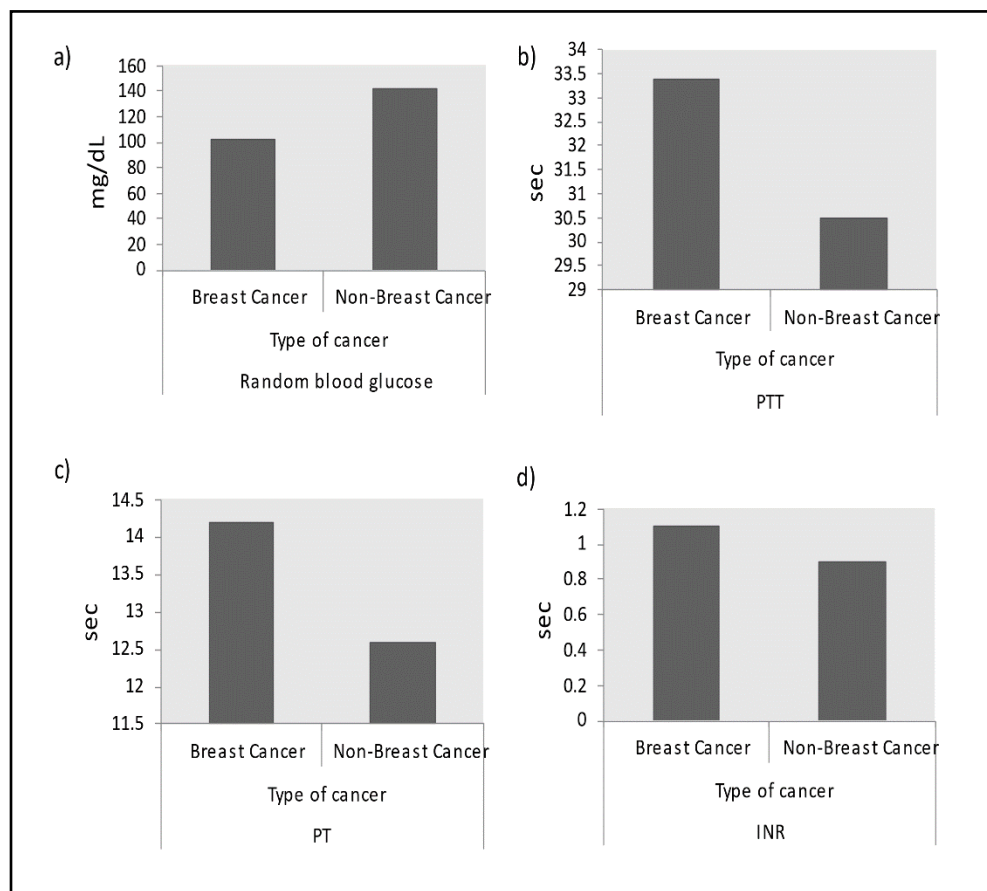 a)
160
140
120
100
80
60
40
20
0
mg/dL
Breast Cancer Non-Breast Cancer
Type of cancer
Random blood glucose
b)
34
33.5
33
32.5
32
31.5
31
30.5
30
29.5
29
sec
Breast Cancer Non-Breast Cancer
Type of cancer
PTT
c)
14.5
14
13.5
13
12.5
12
11.5
sec
Breast Cancer Non-Breast Cancer
Type of cancer
PT
d)
1.2
1
0.8
0.6
0.4
0.2
0
sec
Breast Cancer Non-Breast Cancer
Type of cancer
INR